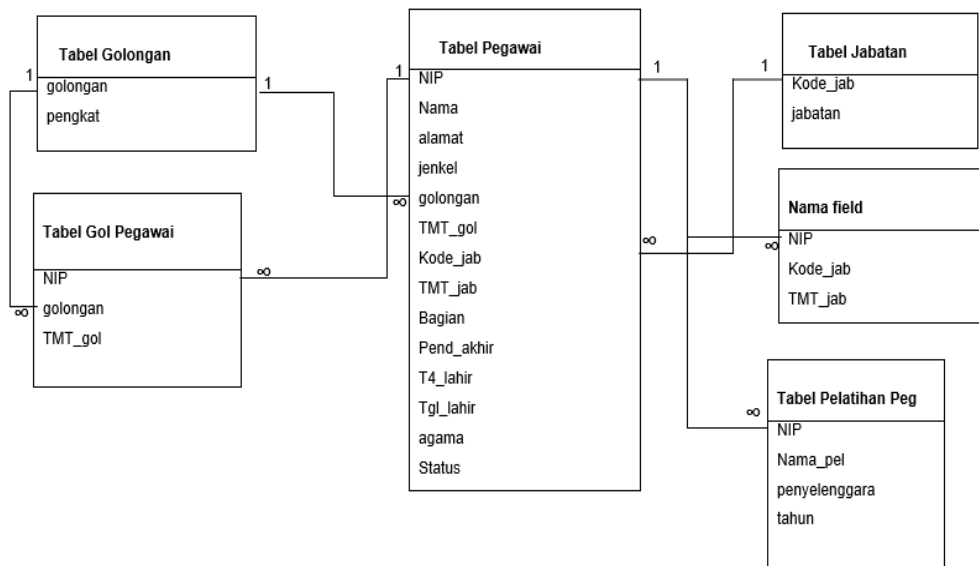 Tabel Golongan
1
golongan
1
pengkat
Tabel Gol Pegawai
NIP
∞
golongan
∞
TMT_gol
Tabel Pegawai
1
NIP
1
Nama
alamat
jenkel
golongan
∞
TMT_gol
∞
Kode_jab
TMT_jab
Bagian
Pend_akhir
T4_lahir
Tgl_lahir
agama
Status
Tabel Jabatan
1
Kode_jab
jabatan
Nama field
NIP
∞
Kode_jab
TMT_jab
Tabel Pelatihan Peg
∞
NIP
Nama_pel
penyelenggara
tahun